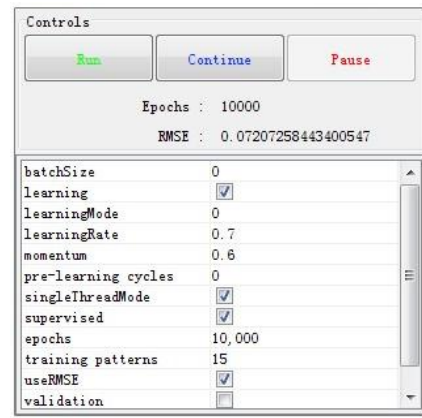 Controls
Run Continue Pause
Epochs : 10000
RMSE : 0.07207258443400547
batchSize 0
learning
learningMode 0
learningRate 0.7
momentum 0.6
pre-learning cycles 0
singleThreadMode
supervised
epochs 10,000
training patterns 15
useRMSE
validation